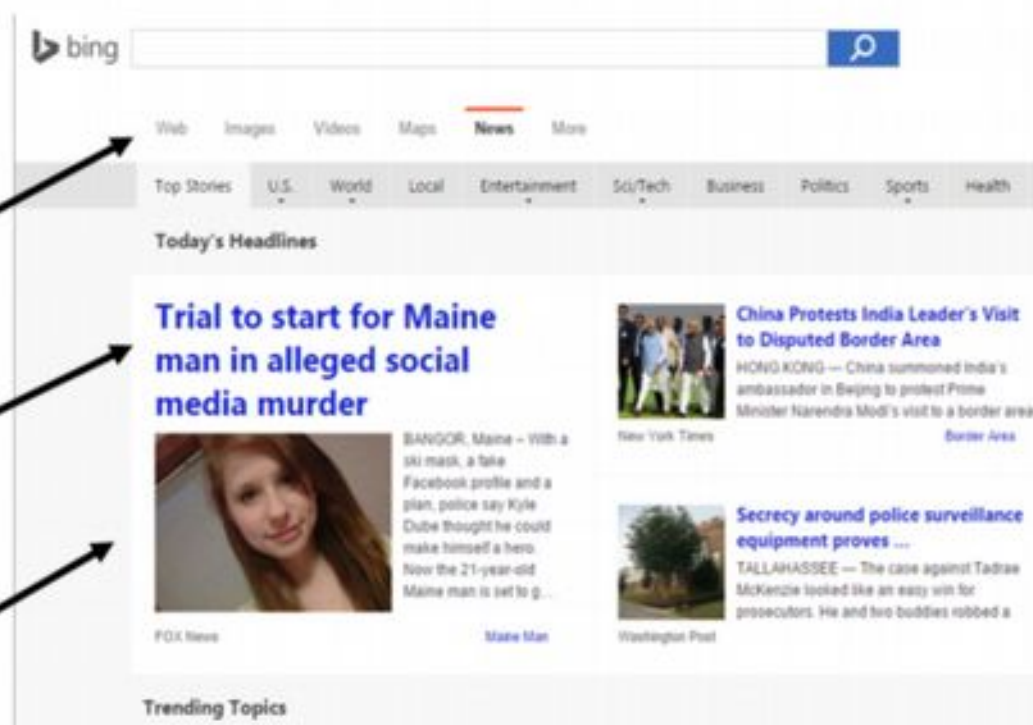 bing
Web Images Videos Maps News More
Top Stories U.S. World Local Entertainment Sci/Tech Business Politics Sports Health
Today's Headlines
Trial to start for Maine
man in alleged social
media murder
BANGOR, Maine – With a
ski mask, a fake
Facebook profile and a
plan, police say Kyle
Dube thought he could
make himself a hero.
Now the 21-year-old
Maine man is set to g...
FOX News
Maine Man
China Protests India Leader's Visit
to Disputed Border Area
HONG KONG — China summoned India's
ambassador in Beijing to protest Prime
Minister Narendra Modi's visit to a border area
New York Times
Border Area
Secrecy around police surveillance
equipment proves ...
TALLAHASSEE — The case against Tadrae
McKenzie looked like an easy win for
prosecutors. He and two buddies robbed a
Washington Post
Trending Topics